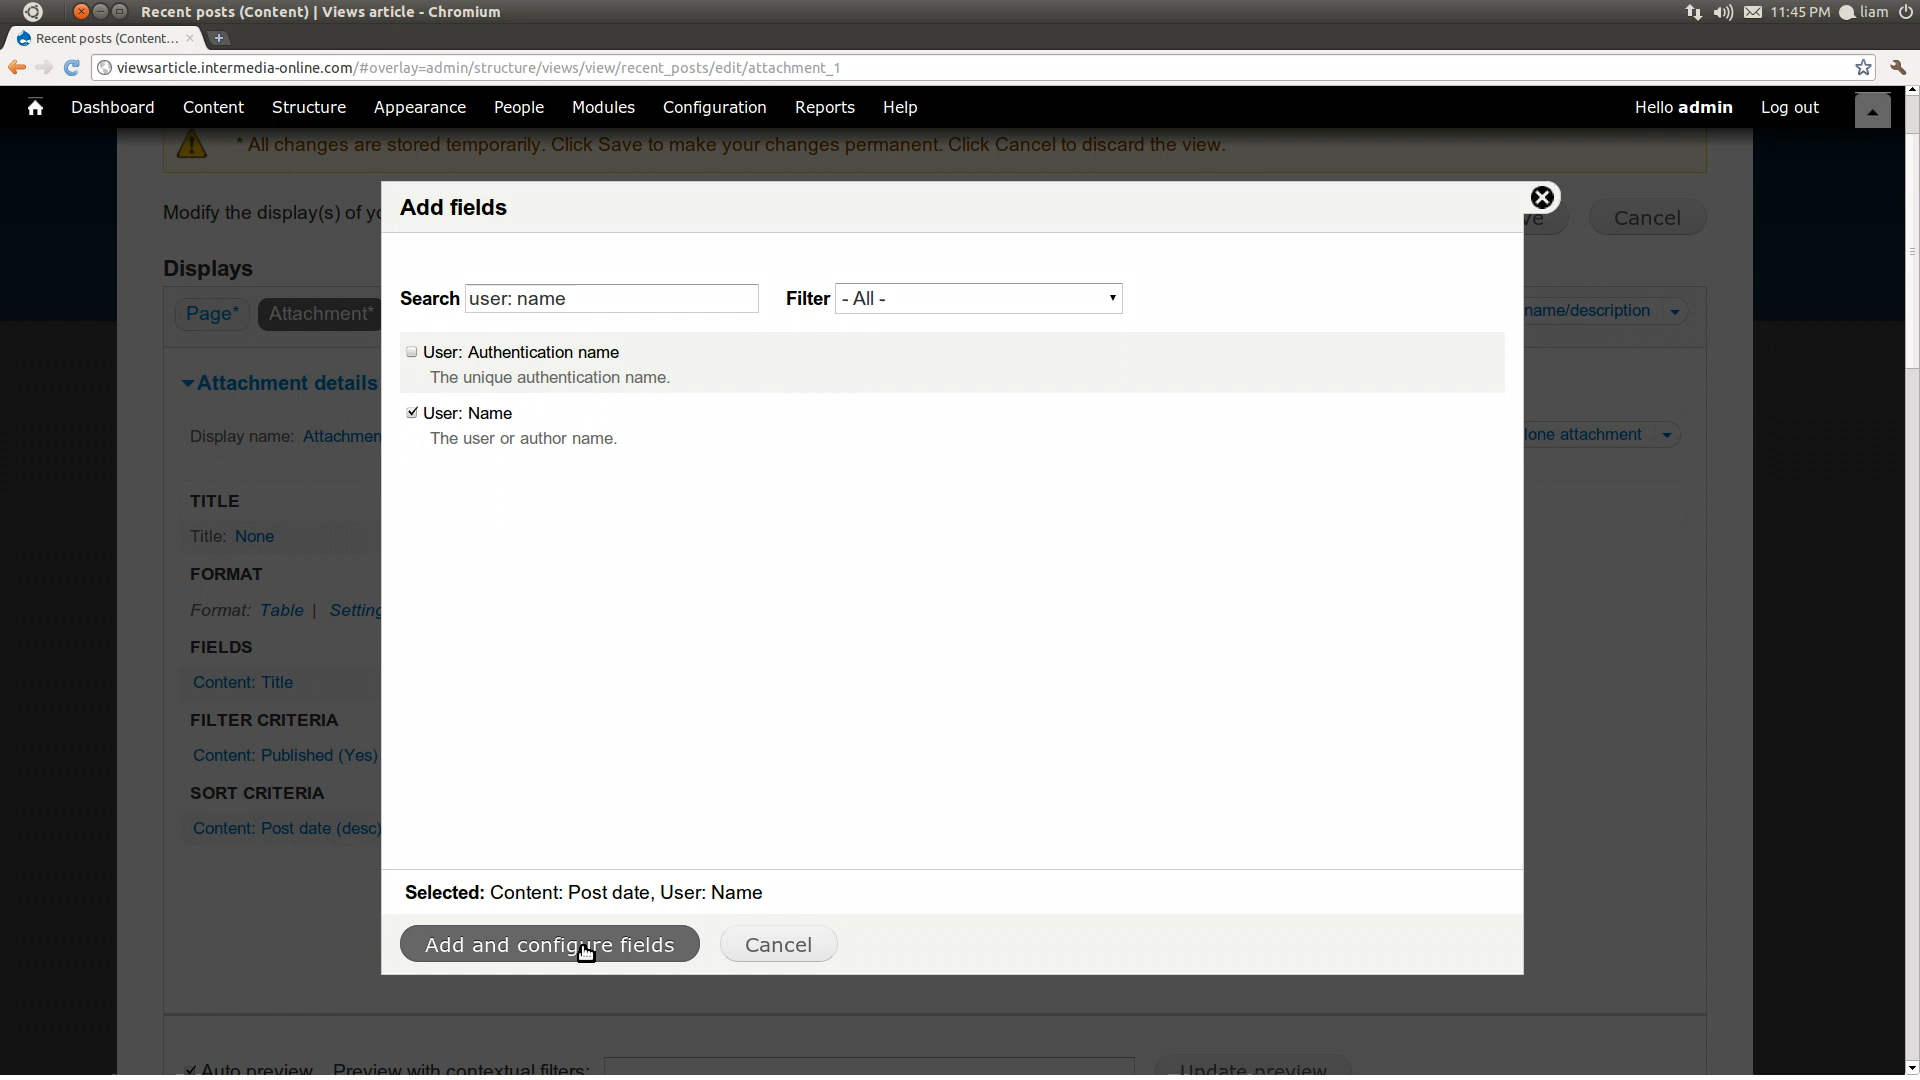 Recent posts (Content) | Views article - Chromium
11:45 PM liam
Recent posts (Content...
viewsarticle.intermedia-online.com/#overlay=admin/structure/views/view/recent_posts/edit/attachment_1
Dashboard Content Structure Appearance People Modules Configuration Reports Help Hello admin Log out
* All changes are stored temporarily. Click Save to make your changes permanent. Click Cancel to discard the view.
Modify the display(s) of yo
Add fields
ve Cancel
Displays
Page* Attachment*
name/description
Search user: name Filter - All -
User: Authentication name
The unique authentication name.
Attachment details
User: Name
The user or author name.
Display name: Attachmen
lone attachment
TITLE
Title: None
FORMAT
Format: Table | Setting
FIELDS
Content: Title
FILTER CRITERIA
Content: Published (Yes)
SORT CRITERIA
Content: Post date (desc)
Selected: Content: Post date, User: Name
Add and configure fields Cancel
Auto preview Preview with contextual filters: Update preview